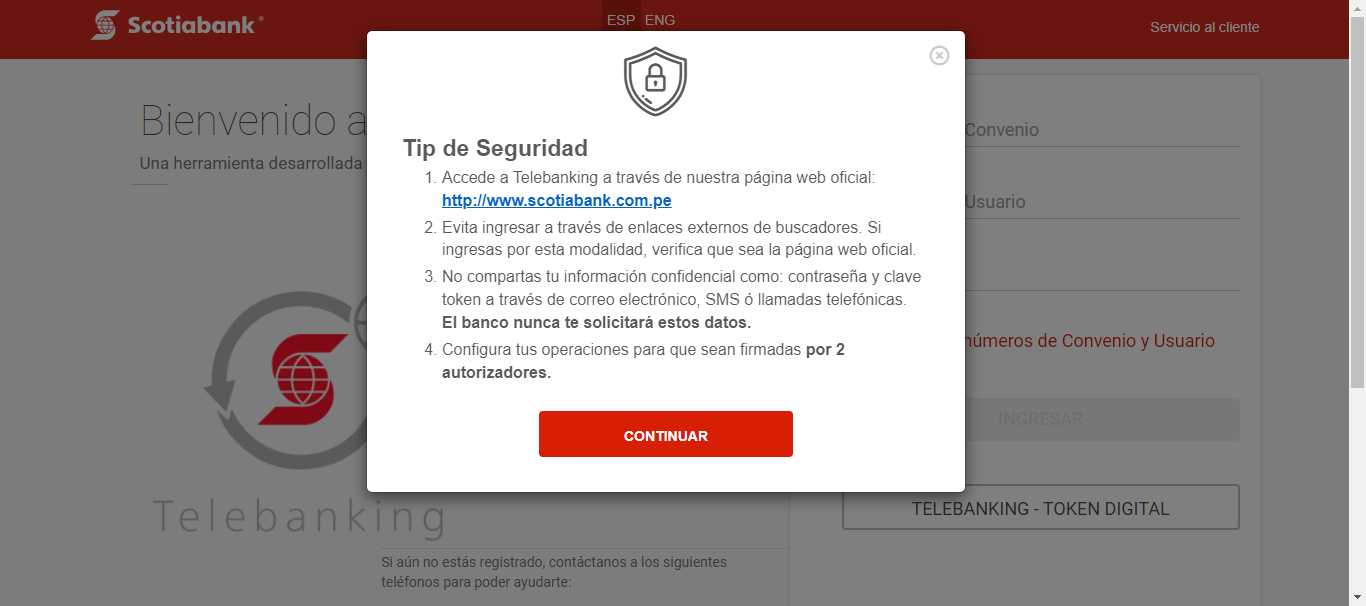 Scotiabank
ESP ENG
Servicio al cliente
Bienvenido a
Una herramienta desarrollada
Tip de Seguridad
1. Accede a Telebanking a través de nuestra página web oficial:
http://www.scotiabank.com.pe
2. Evita ingresar a través de enlaces externos de buscadores. Si
ingresas por esta modalidad, verifica que sea la página web oficial.
3. No compartas tu información confidencial como: contraseña y clave
token a través de correo electrónico, SMS ó llamadas telefónicas.
El banco nunca te solicitará estos datos.
4. Configura tus operaciones para que sean firmadas por 2
autorizadores.
CONTINUAR
Convenio
Usuario
números de Convenio y Usuario
INGRESAR
TELEBANKING - TOKEN DIGITAL
Telebanking
Si aún no estás registrado, contáctanos a los siguientes
teléfonos para poder ayudarte: